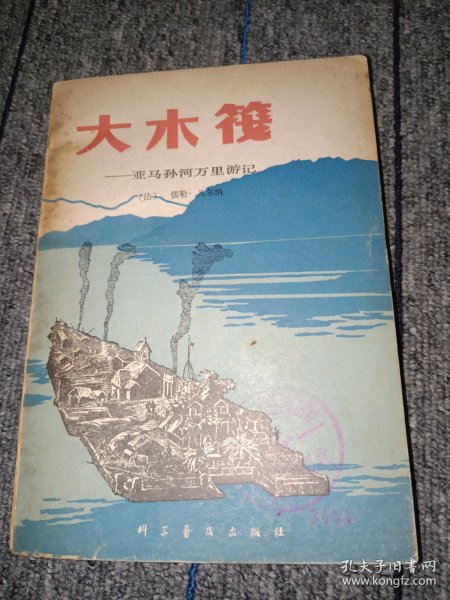 大木筏
——亚马孙河万里游记
〔法〕 儒勒·凡尔纳
科学普及出版社
孔夫子旧书网
www.kongfz.com